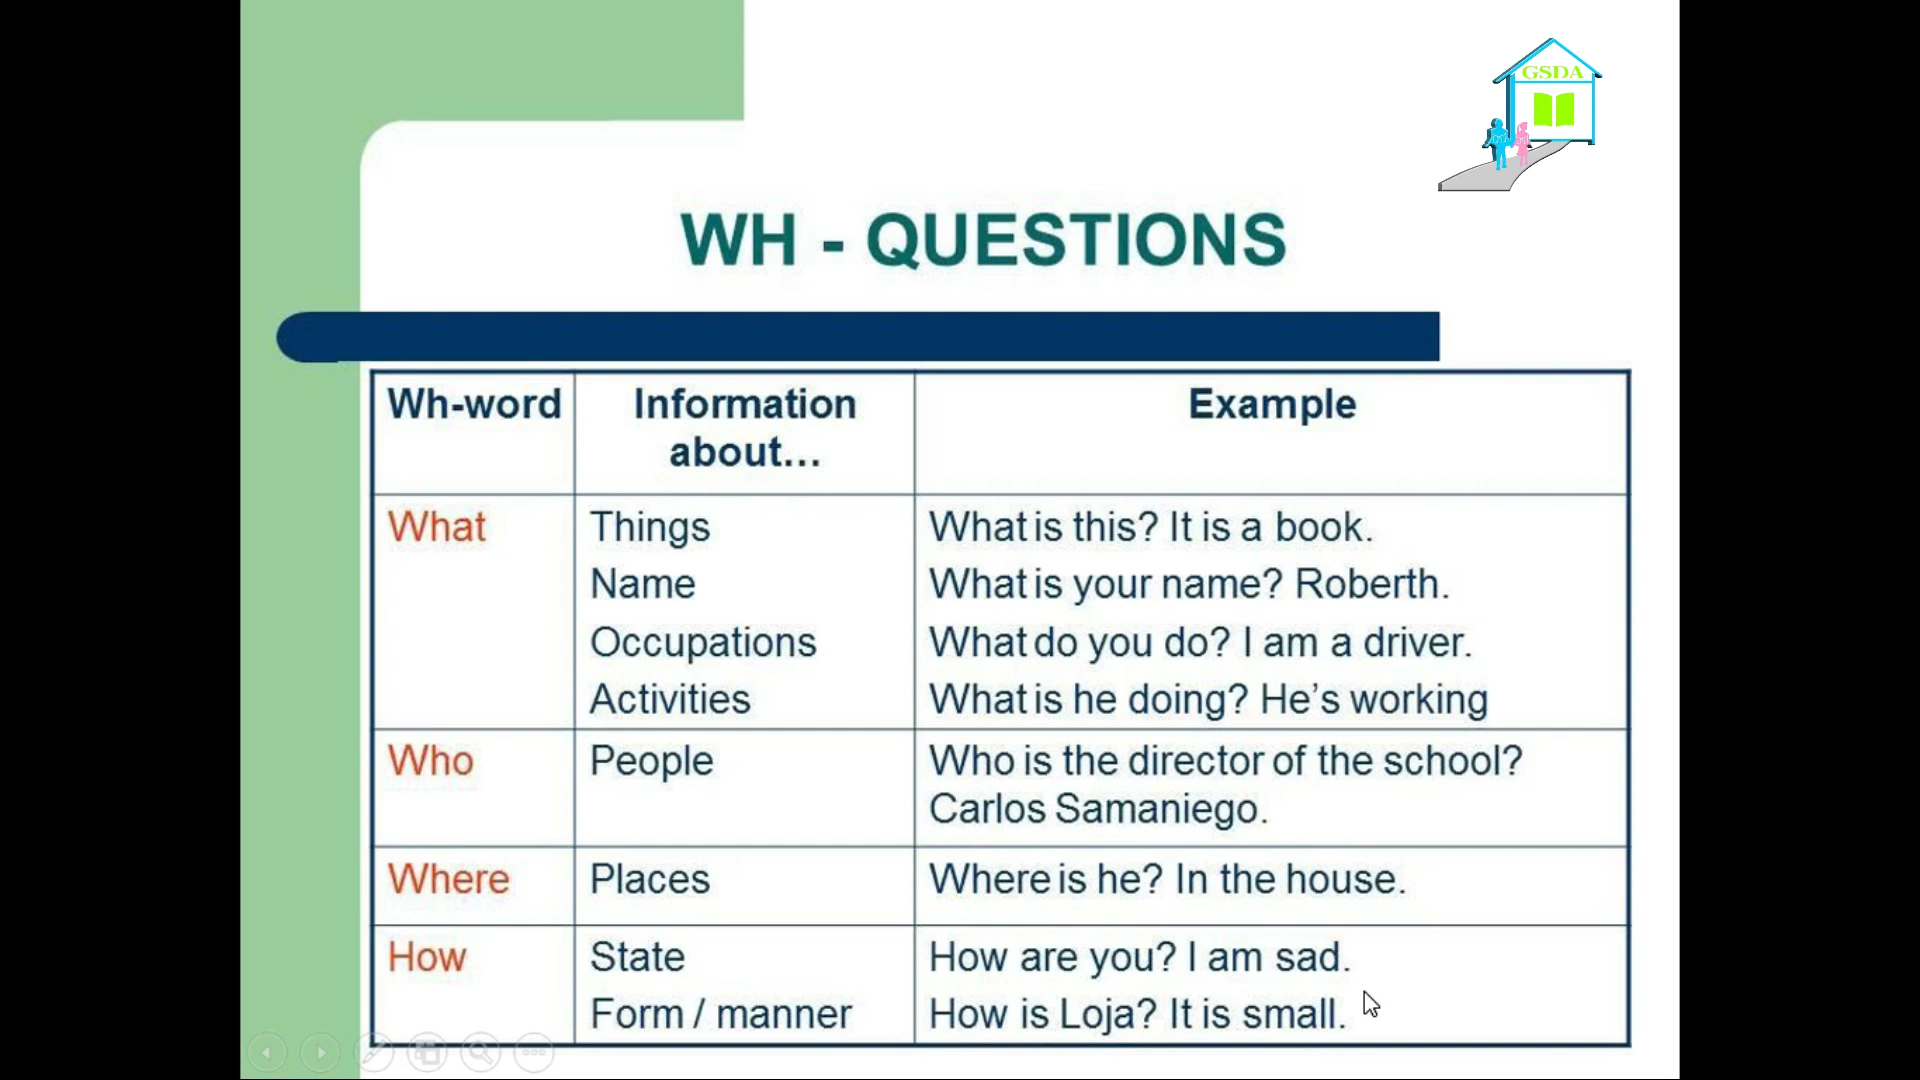 GSDA
WH - QUESTIONS
Wh-word
Information
about...
Example
What
Things
What is this? It is a book.
Name
What is your name? Roberth.
Occupations
What do you do? I am a driver.
Activities
What is he doing? He’s working
Who
People
Who is the director of the school?
Carlos Samaniego.
Where
Places
Where is he? In the house.
How
State
How are you? I am sad.
Form / manner
How is Loja? It is small.